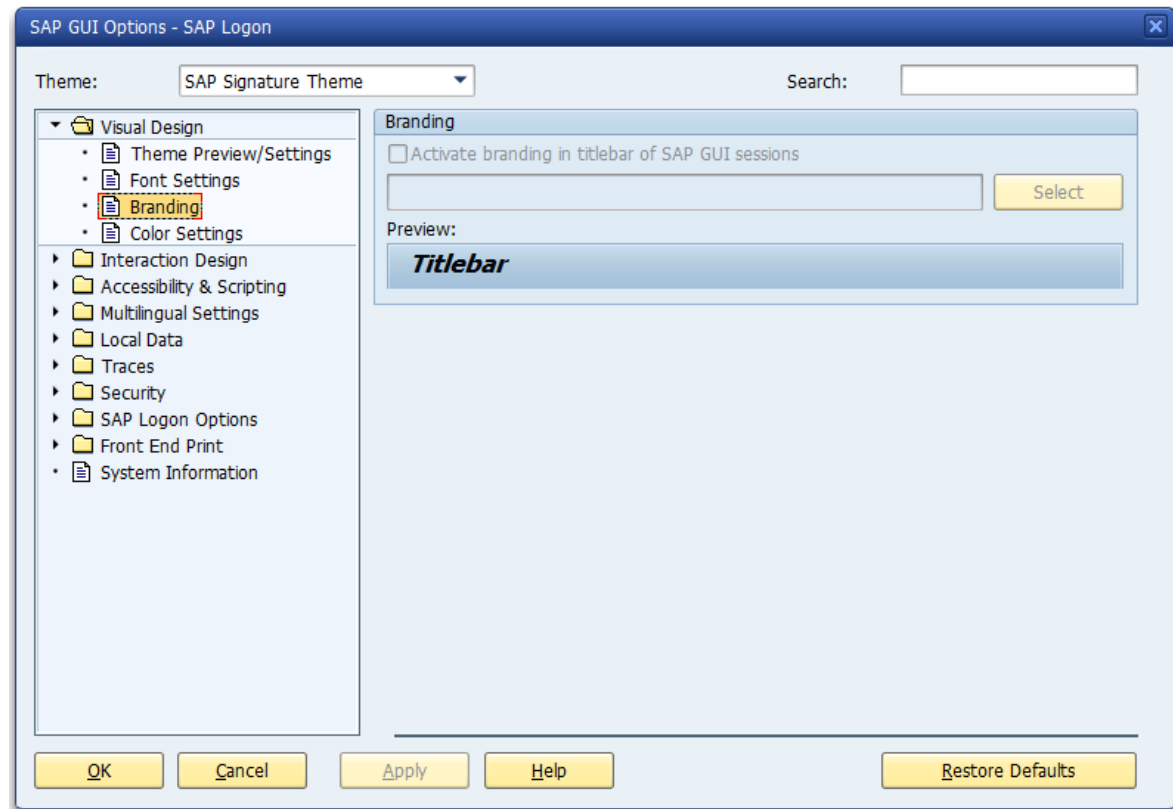 SAP GUI Options - SAP Logon
Theme: SAP Signature Theme Search:
Visual Design
Theme Preview/Settings
Font Settings
Branding
Color Settings
Interaction Design
Accessibility & Scripting
Multilingual Settings
Local Data
Traces
Security
SAP Logon Options
Front End Print
System Information
Branding
Activate branding in titlebar of SAP GUI sessions
Select
Preview:
Titlebar
OK Cancel Apply Help Restore Defaults